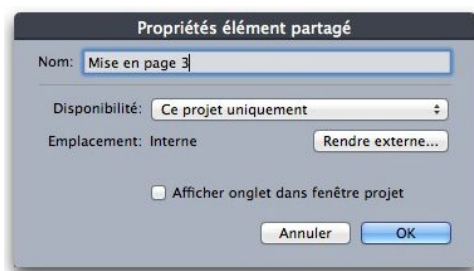 Propriétés élément partagé
Nom: Mise en page 3
Disponibilité: Ce projet uniquement
Emplacement: Interne Rendre externe...
Afficher onglet dans fenêtre projet
Annuler OK